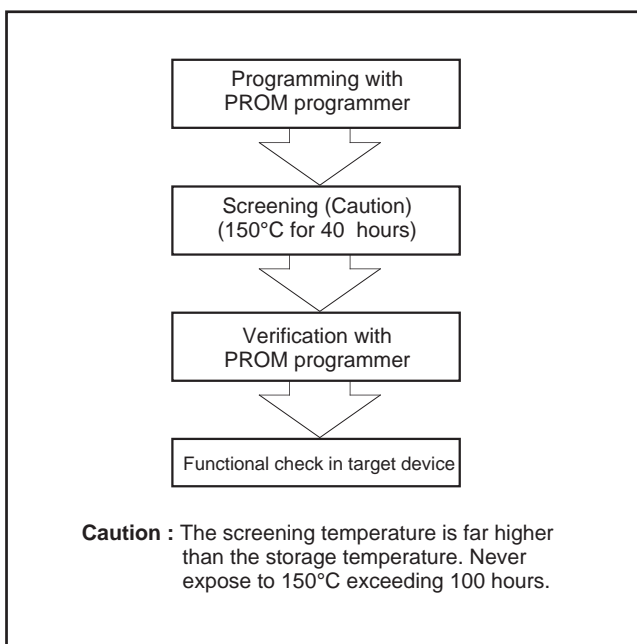 Programming with
PROM programmer
Screening (Caution)
(150°C for 40 hours)
Verification with
PROM programmer
Functional check in target device
Caution : The screening temperature is far higher
than the storage temperature. Never
expose to 150°C exceeding 100 hours.